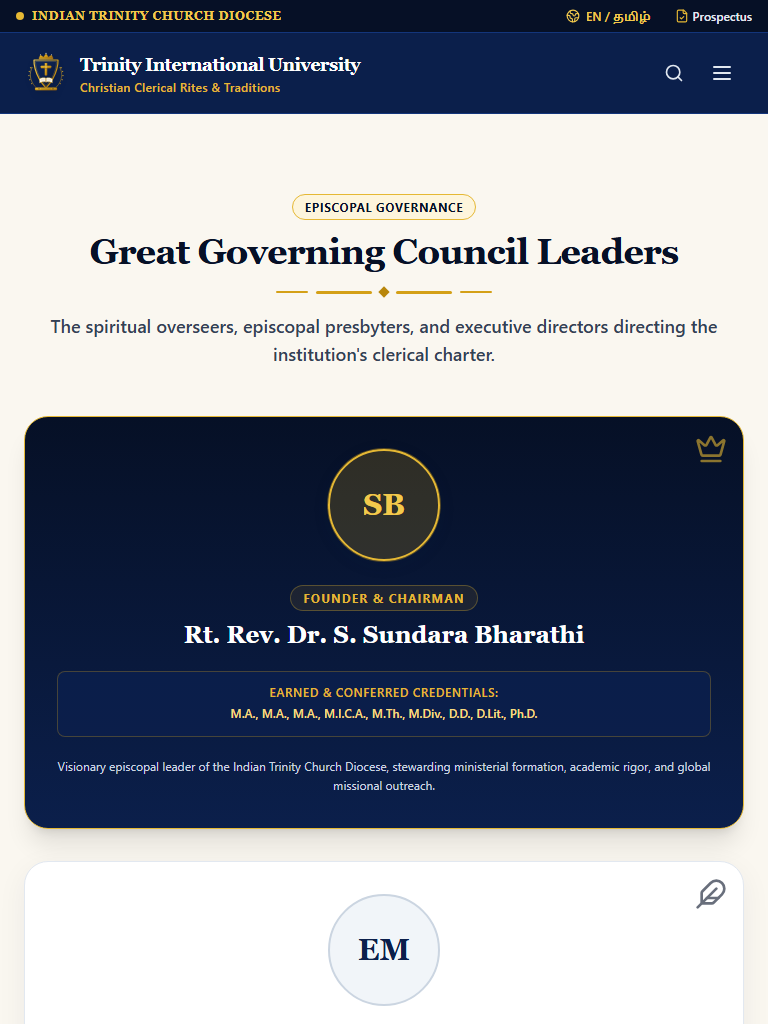 INDIAN TRINITY CHURCH DIOCESE
EN / தமிழ்
Prospectus
Trinity International University
Christian Clerical Rites & Traditions
EPISCOPAL GOVERNANCE
Great Governing Council Leaders
The spiritual overseers, episcopal presbyters, and executive directors directing the
institution's clerical charter.
SB
FOUNDER & CHAIRMAN
Rt. Rev. Dr. S. Sundara Bharathi
EARNED & CONFERRED CREDENTIALS:
M.A., M.A., M.A., M.I.C.A., M.Th., M.Div., D.D., D.Lit., Ph.D.
Visionary episcopal leader of the Indian Trinity Church Diocese, stewarding ministerial formation, academic rigor, and global
missional outreach.
EM